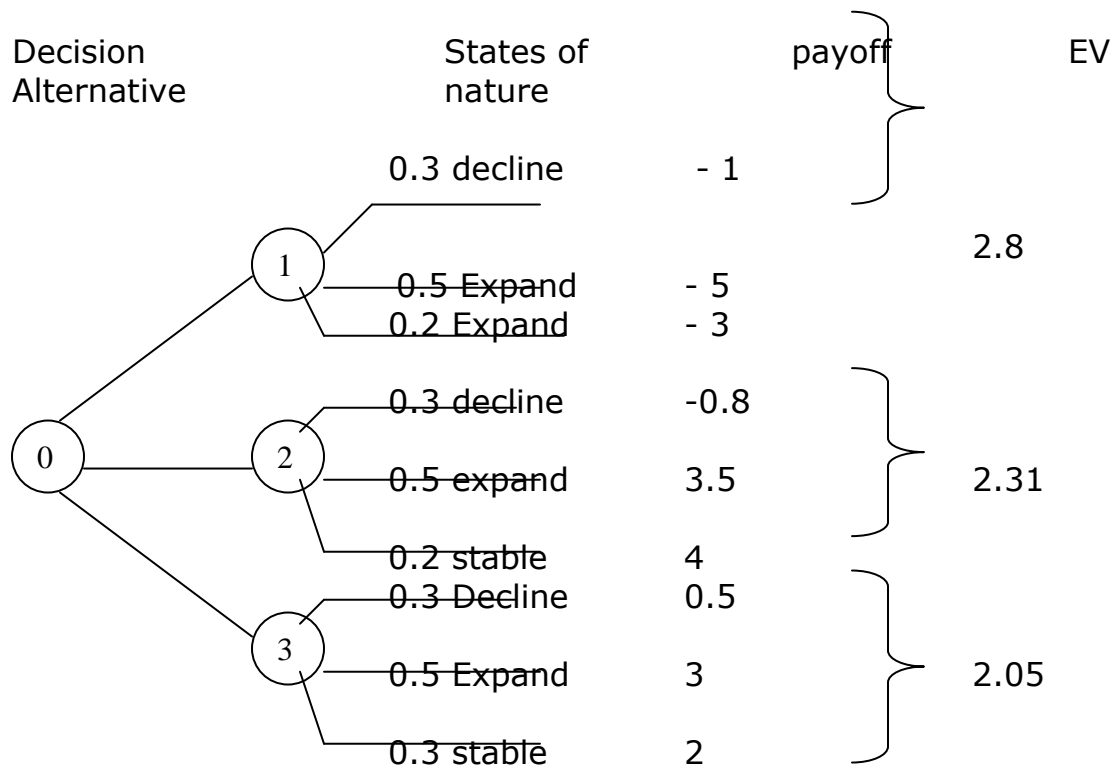 Decision States of payoff EV
Alternative nature
0.3 decline - 1
2.8
1
0.5 Expand - 5
0.2 Expand - 3
0.3 decline -0.8
0 2
0.5 expand 3.5 2.31
0.2 stable 4
0.3 Decline 0.5
3
0.5 Expand 3 2.05
0.3 stable 2